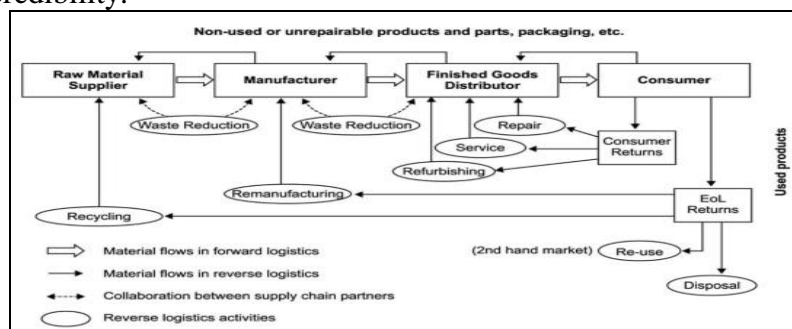 credibility.
Non-used or unrepairable products and parts, packaging, etc.
Raw Material
Supplier
Manufacturer
Finished Goods
Distributor
Consumer
Waste Reduction
Waste Reduction
Repair
Service
Refurbishing
Consumer
Returns
Used products
Remanufacturing
Recycling
EoL
Returns
(2nd hand market)
Re-use
Disposal
Material flows in forward logistics
Material flows in reverse logistics
Collaboration between supply chain partners
Reverse logistics activities